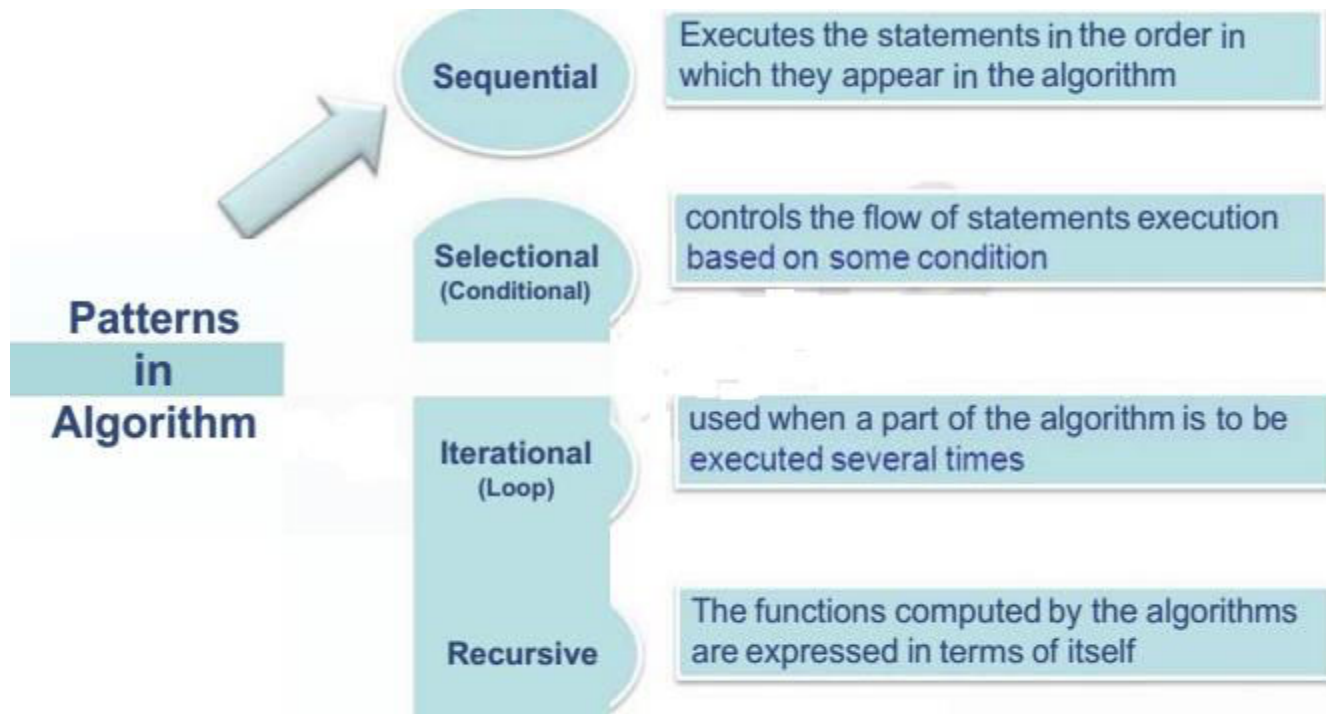 Patterns
in
Algorithm
Sequential
Executes the statements in the order in
which they appear in the algorithm
Selectional
(Conditional)
controls the flow of statements execution
based on some condition
Iterational
(Loop)
used when a part of the algorithm is to be
executed several times
Recursive
The functions computed by the algorithms
are expressed in terms of itself